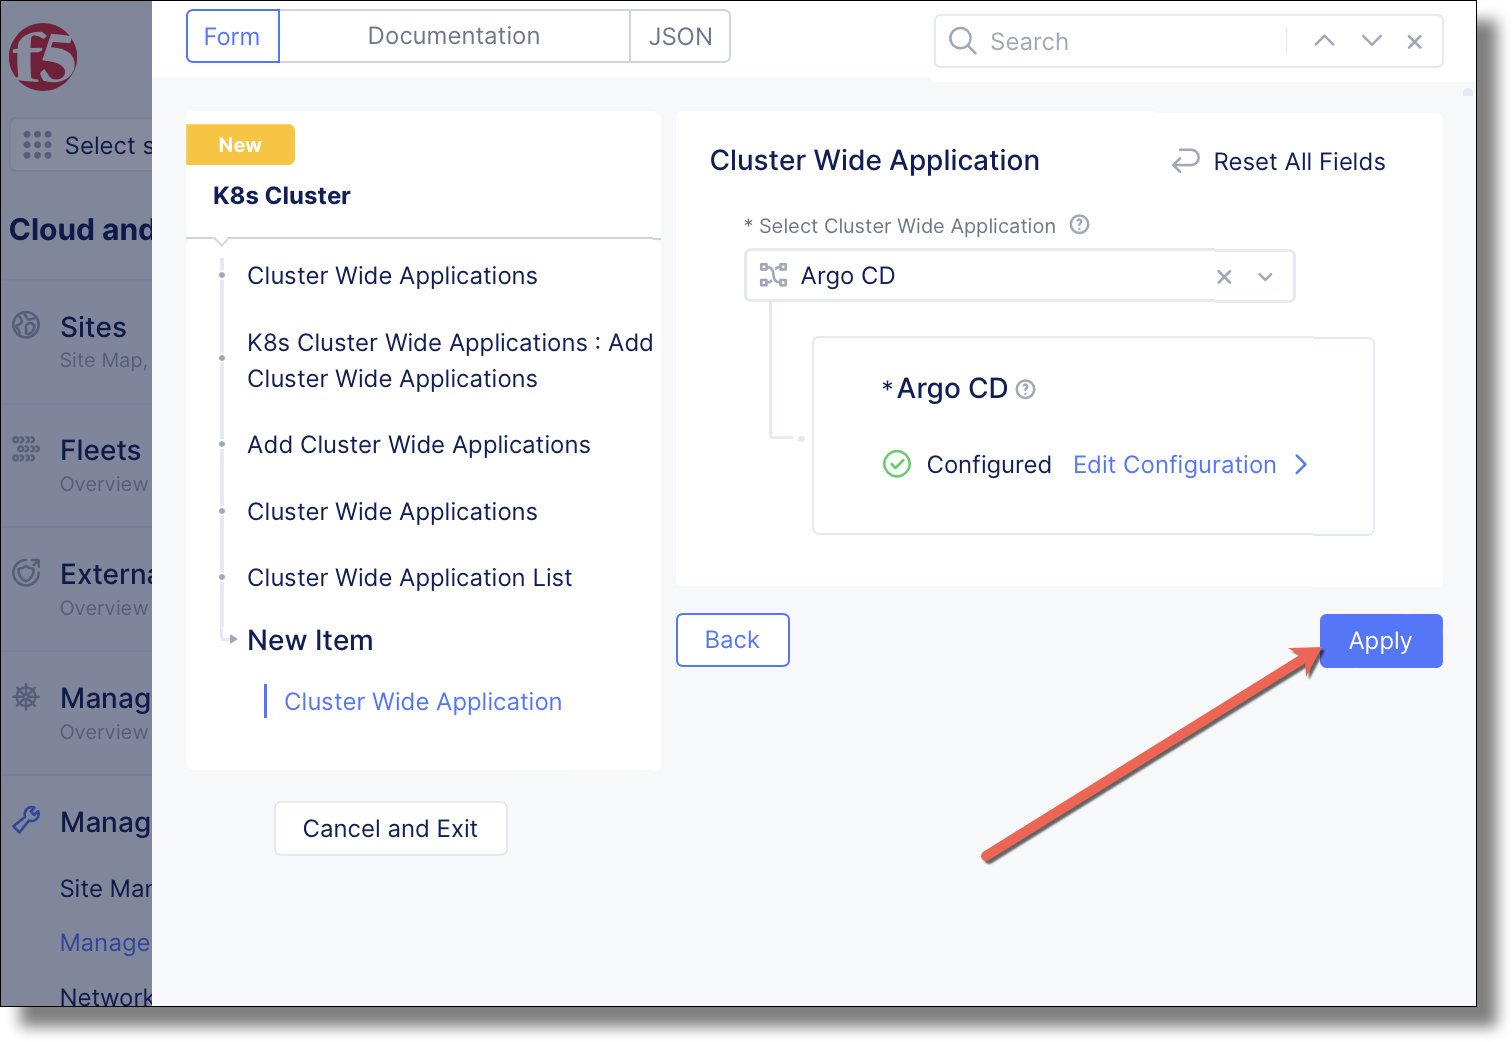 f5
Select s
Cloud and
Sites
Site Map,
Fleets
Overview
Externa
Overview
Manag
Overview
Manag
Site Man
Manage
Network
Form
Documentation
JSON
Search
New
K8s Cluster
Cluster Wide Applications
K8s Cluster Wide Applications : Add
Cluster Wide Applications
Add Cluster Wide Applications
Cluster Wide Applications
Cluster Wide Application List
New Item
Cluster Wide Application
Cancel and Exit
Cluster Wide Application
Reset All Fields
* Select Cluster Wide Application ?
Argo CD
*Argo CD ?
Configured Edit Configuration
Back
Apply